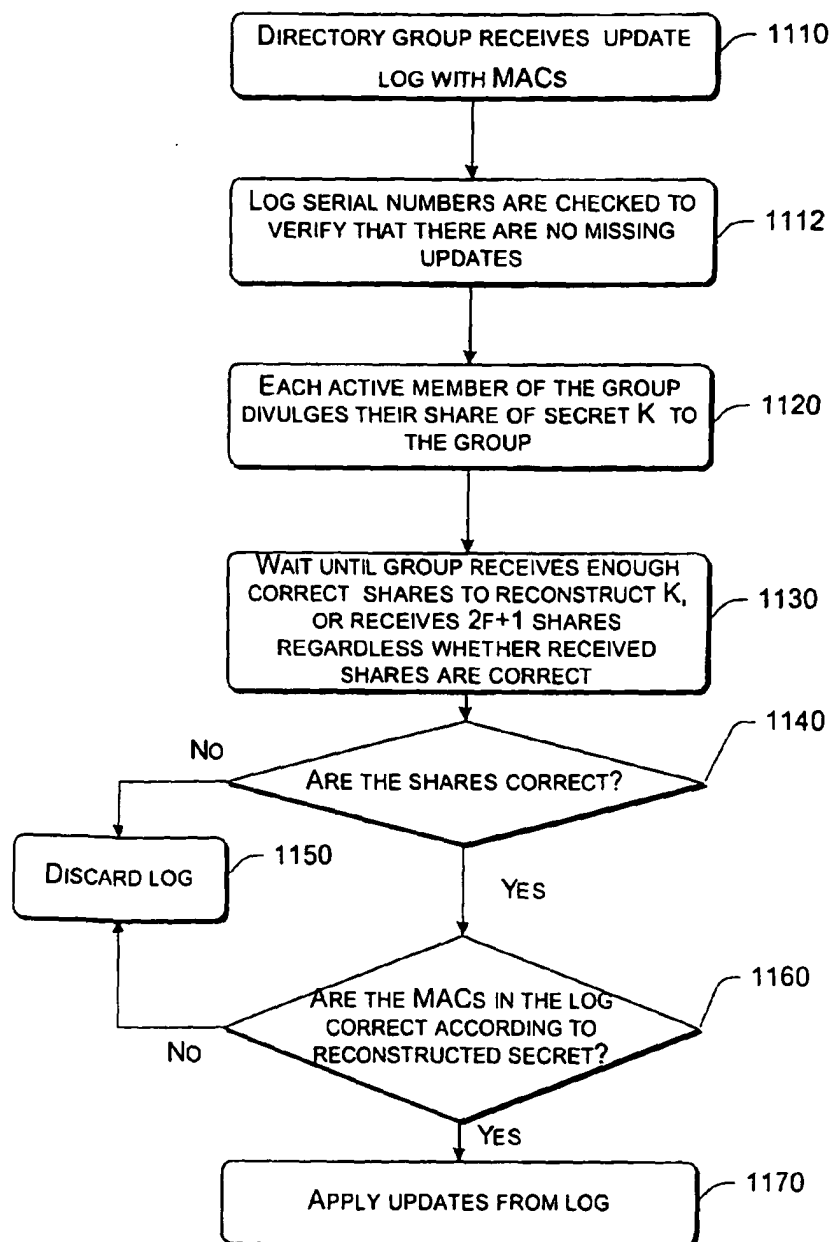 DIRECTORY GROUP RECEIVES UPDATE
LOG WITH MACS
1110
LOG SERIAL NUMBERS ARE CHECKED TO
VERIFY THAT THERE ARE NO MISSING
UPDATES
1112
EACH ACTIVE MEMBER OF THE GROUP
DIVULGES THEIR SHARE OF SECRET K TO
THE GROUP
1120
WAIT UNTIL GROUP RECEIVES ENOUGH
CORRECT SHARES TO RECONSTRUCT K,
OR RECEIVES 2F+1 SHARES
REGARDLESS WHETHER RECEIVED
SHARES ARE CORRECT
1130
ARE THE SHARES CORRECT?
1140
NO
DISCARD LOG
1150
YES
ARE THE MACS IN THE LOG
CORRECT ACCORDING TO
RECONSTRUCTED SECRET?
1160
NO
YES
APPLY UPDATES FROM LOG
1170